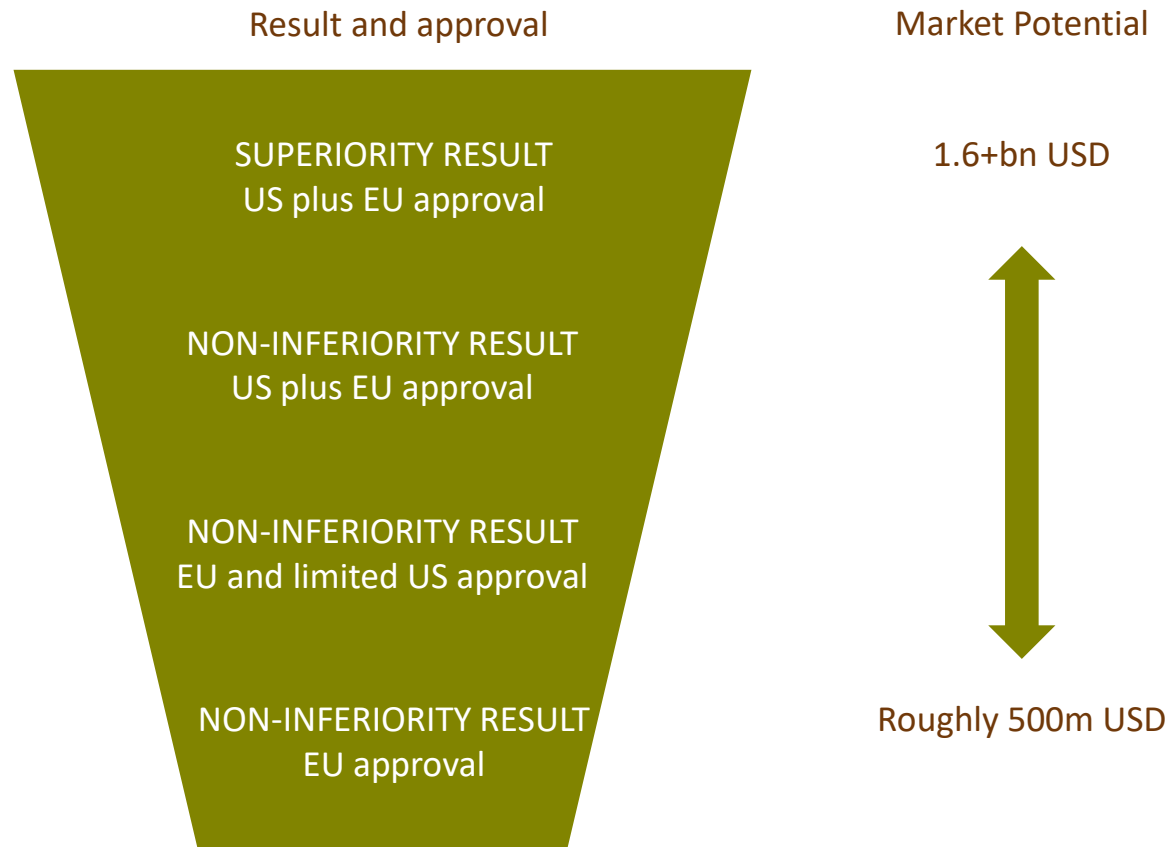 Result and approval
Market Potential
SUPERIORITY RESULT
US plus EU approval
1.6+bn USD
NON-INFERIORITY RESULT
US plus EU approval
NON-INFERIORITY RESULT
EU and limited US approval
NON-INFERIORITY RESULT
EU approval
Roughly 500m USD